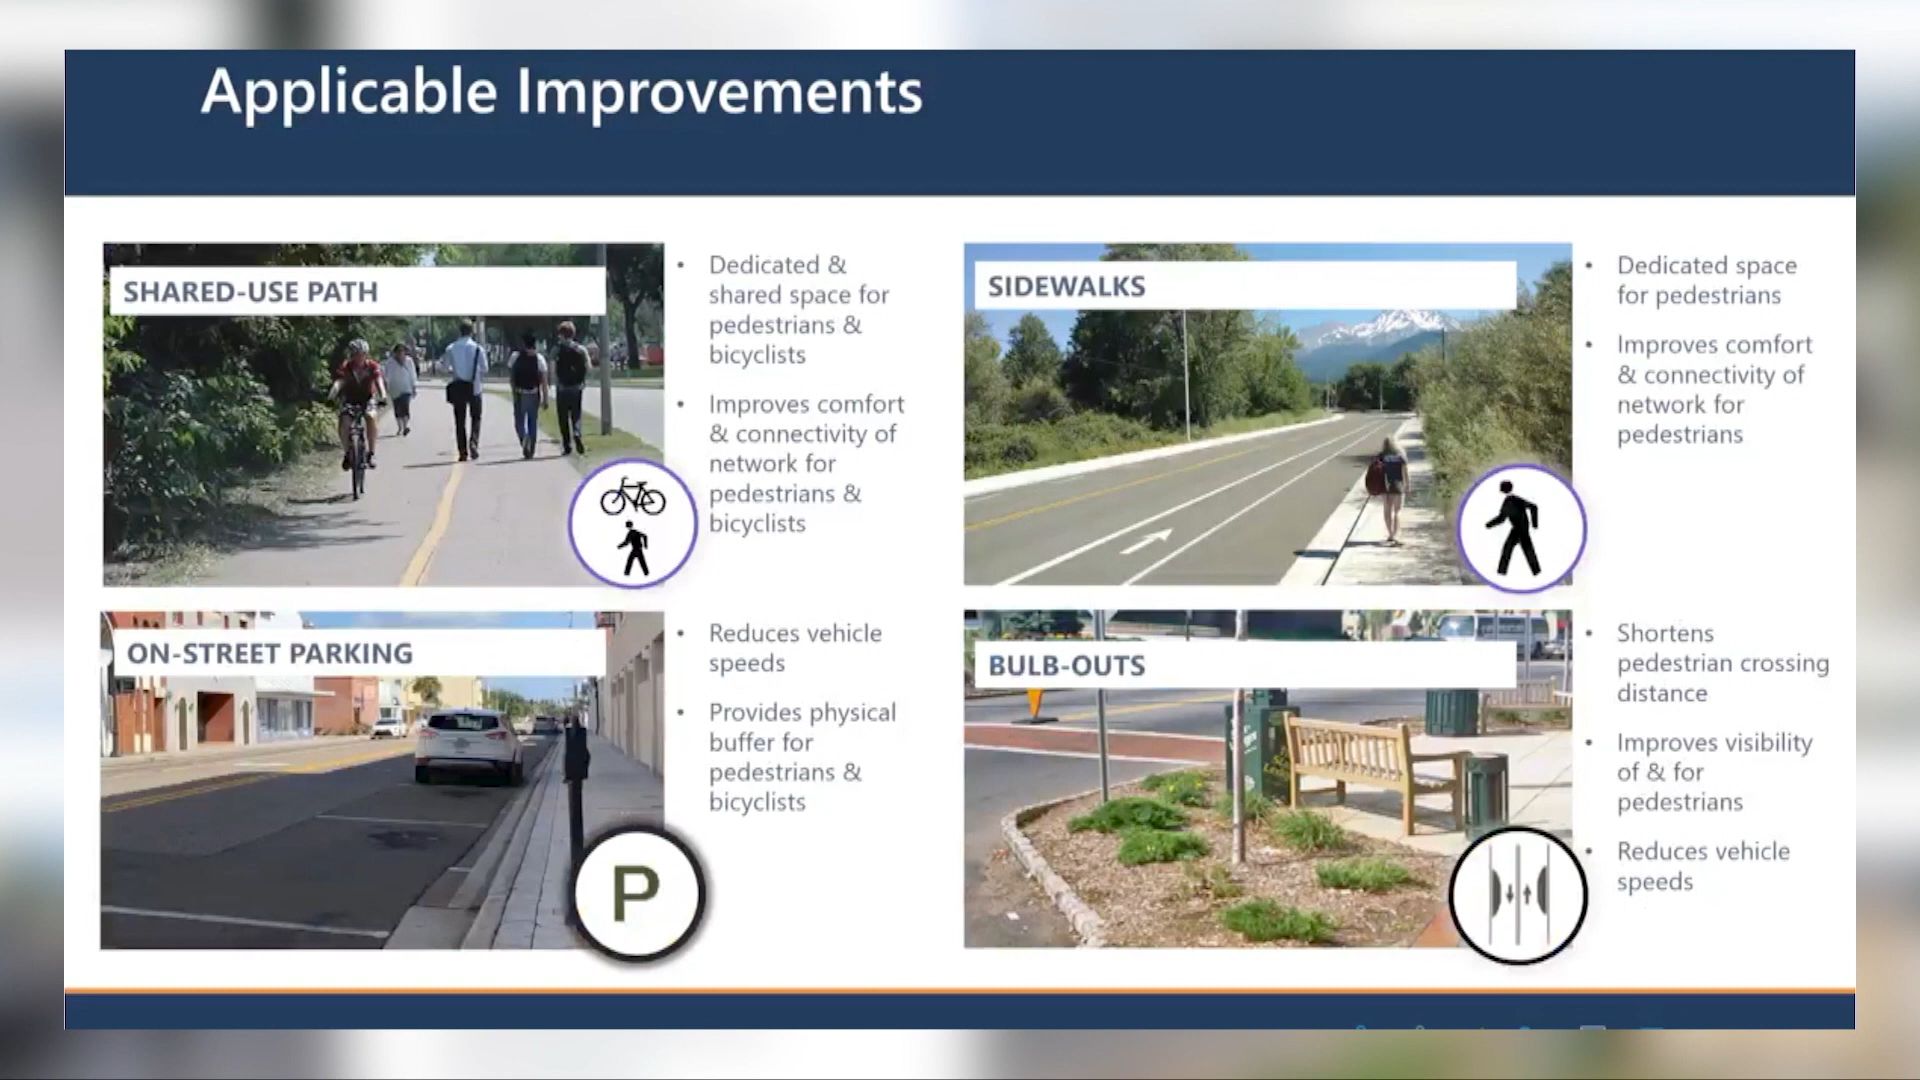 Applicable Improvements
SHARED-USE PATH
• Dedicated &
shared space for
pedestrians &
bicyclists
• Improves comfort
& connectivity of
network for
pedestrians &
bicyclists
SIDEWALKS
• Dedicated space
for pedestrians
• Improves comfort
& connectivity of
network for
pedestrians
ON-STREET PARKING
• Reduces vehicle
speeds
• Provides physical
buffer for
pedestrians &
bicyclists
P
BULB-OUTS
• Shortens
pedestrian crossing
distance
• Improves visibility
of & for
pedestrians
• Reduces vehicle
speeds